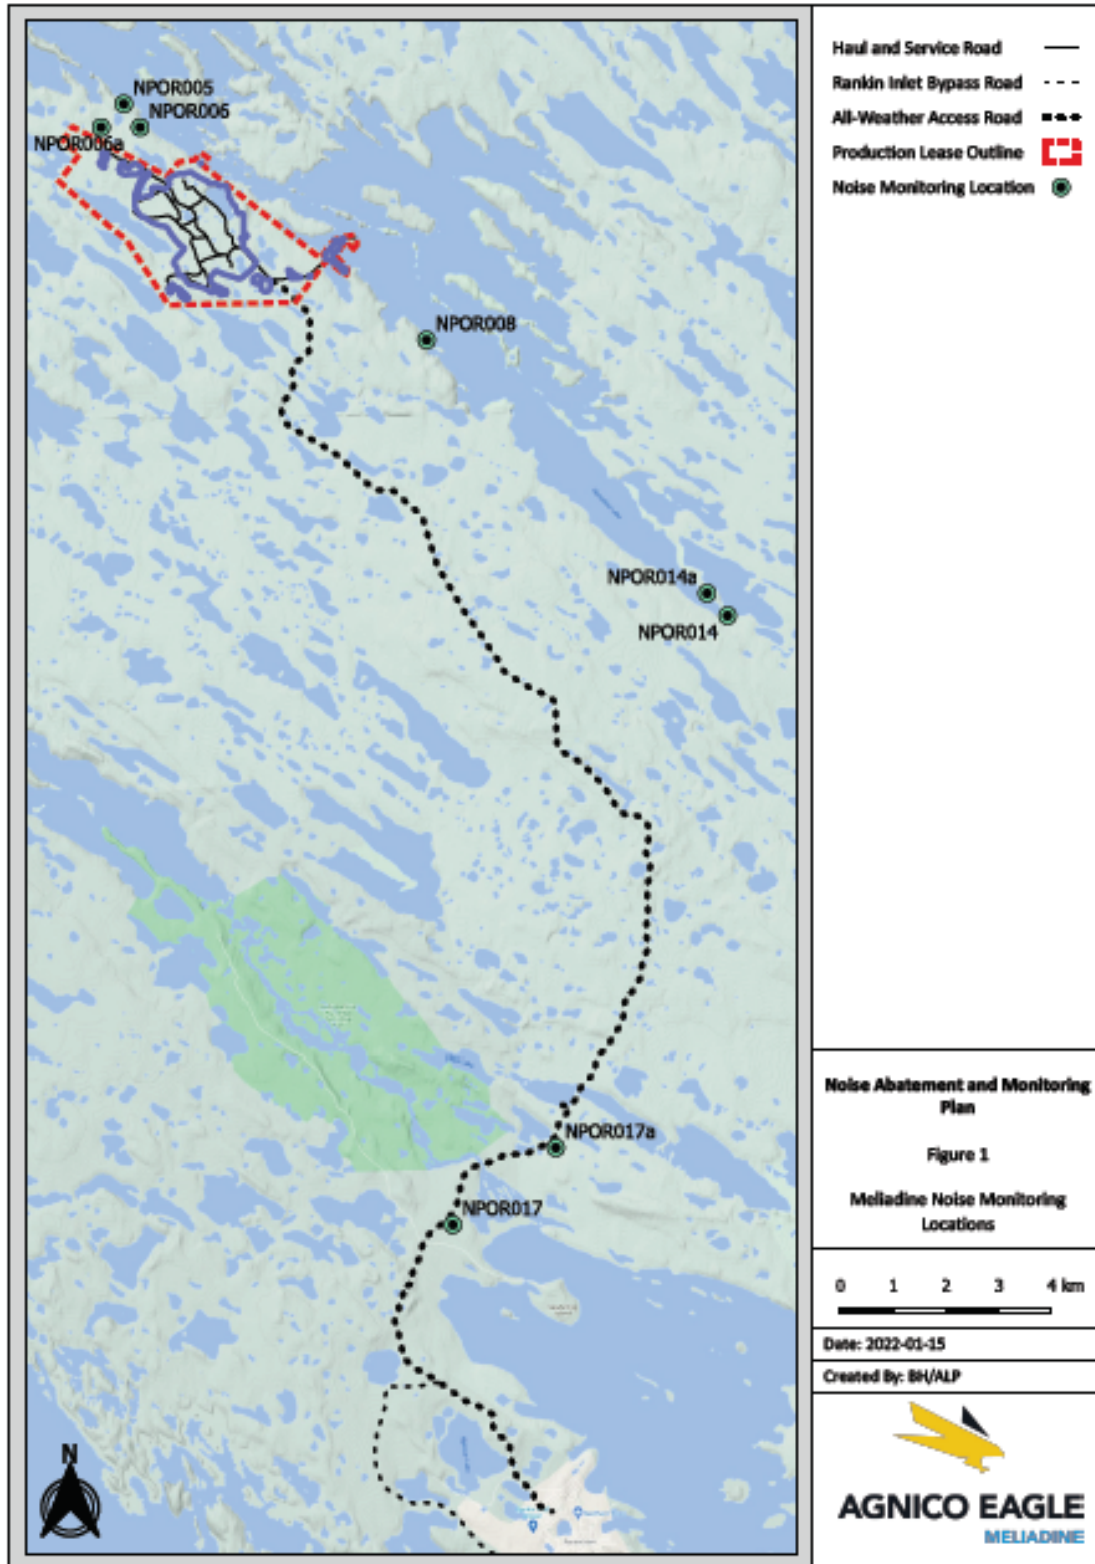 NPOR005
NPOR006
NPOR006a
NPOR008
NPOR014a
NPOR014
NPOR017a
NPOR017
N
Haul and Service Road
Rankin Inlet Bypass Road
All-Weather Access Road
Production Lease Outline
Noise Monitoring Location
Noise Abatement and Monitoring
Plan
Figure 1
Meliadine Noise Monitoring
Locations
0 1 2 3 4 km
Date: 2022-01-15
Created By: BH/ALP
AGNICO EAGLE
MELIADINE